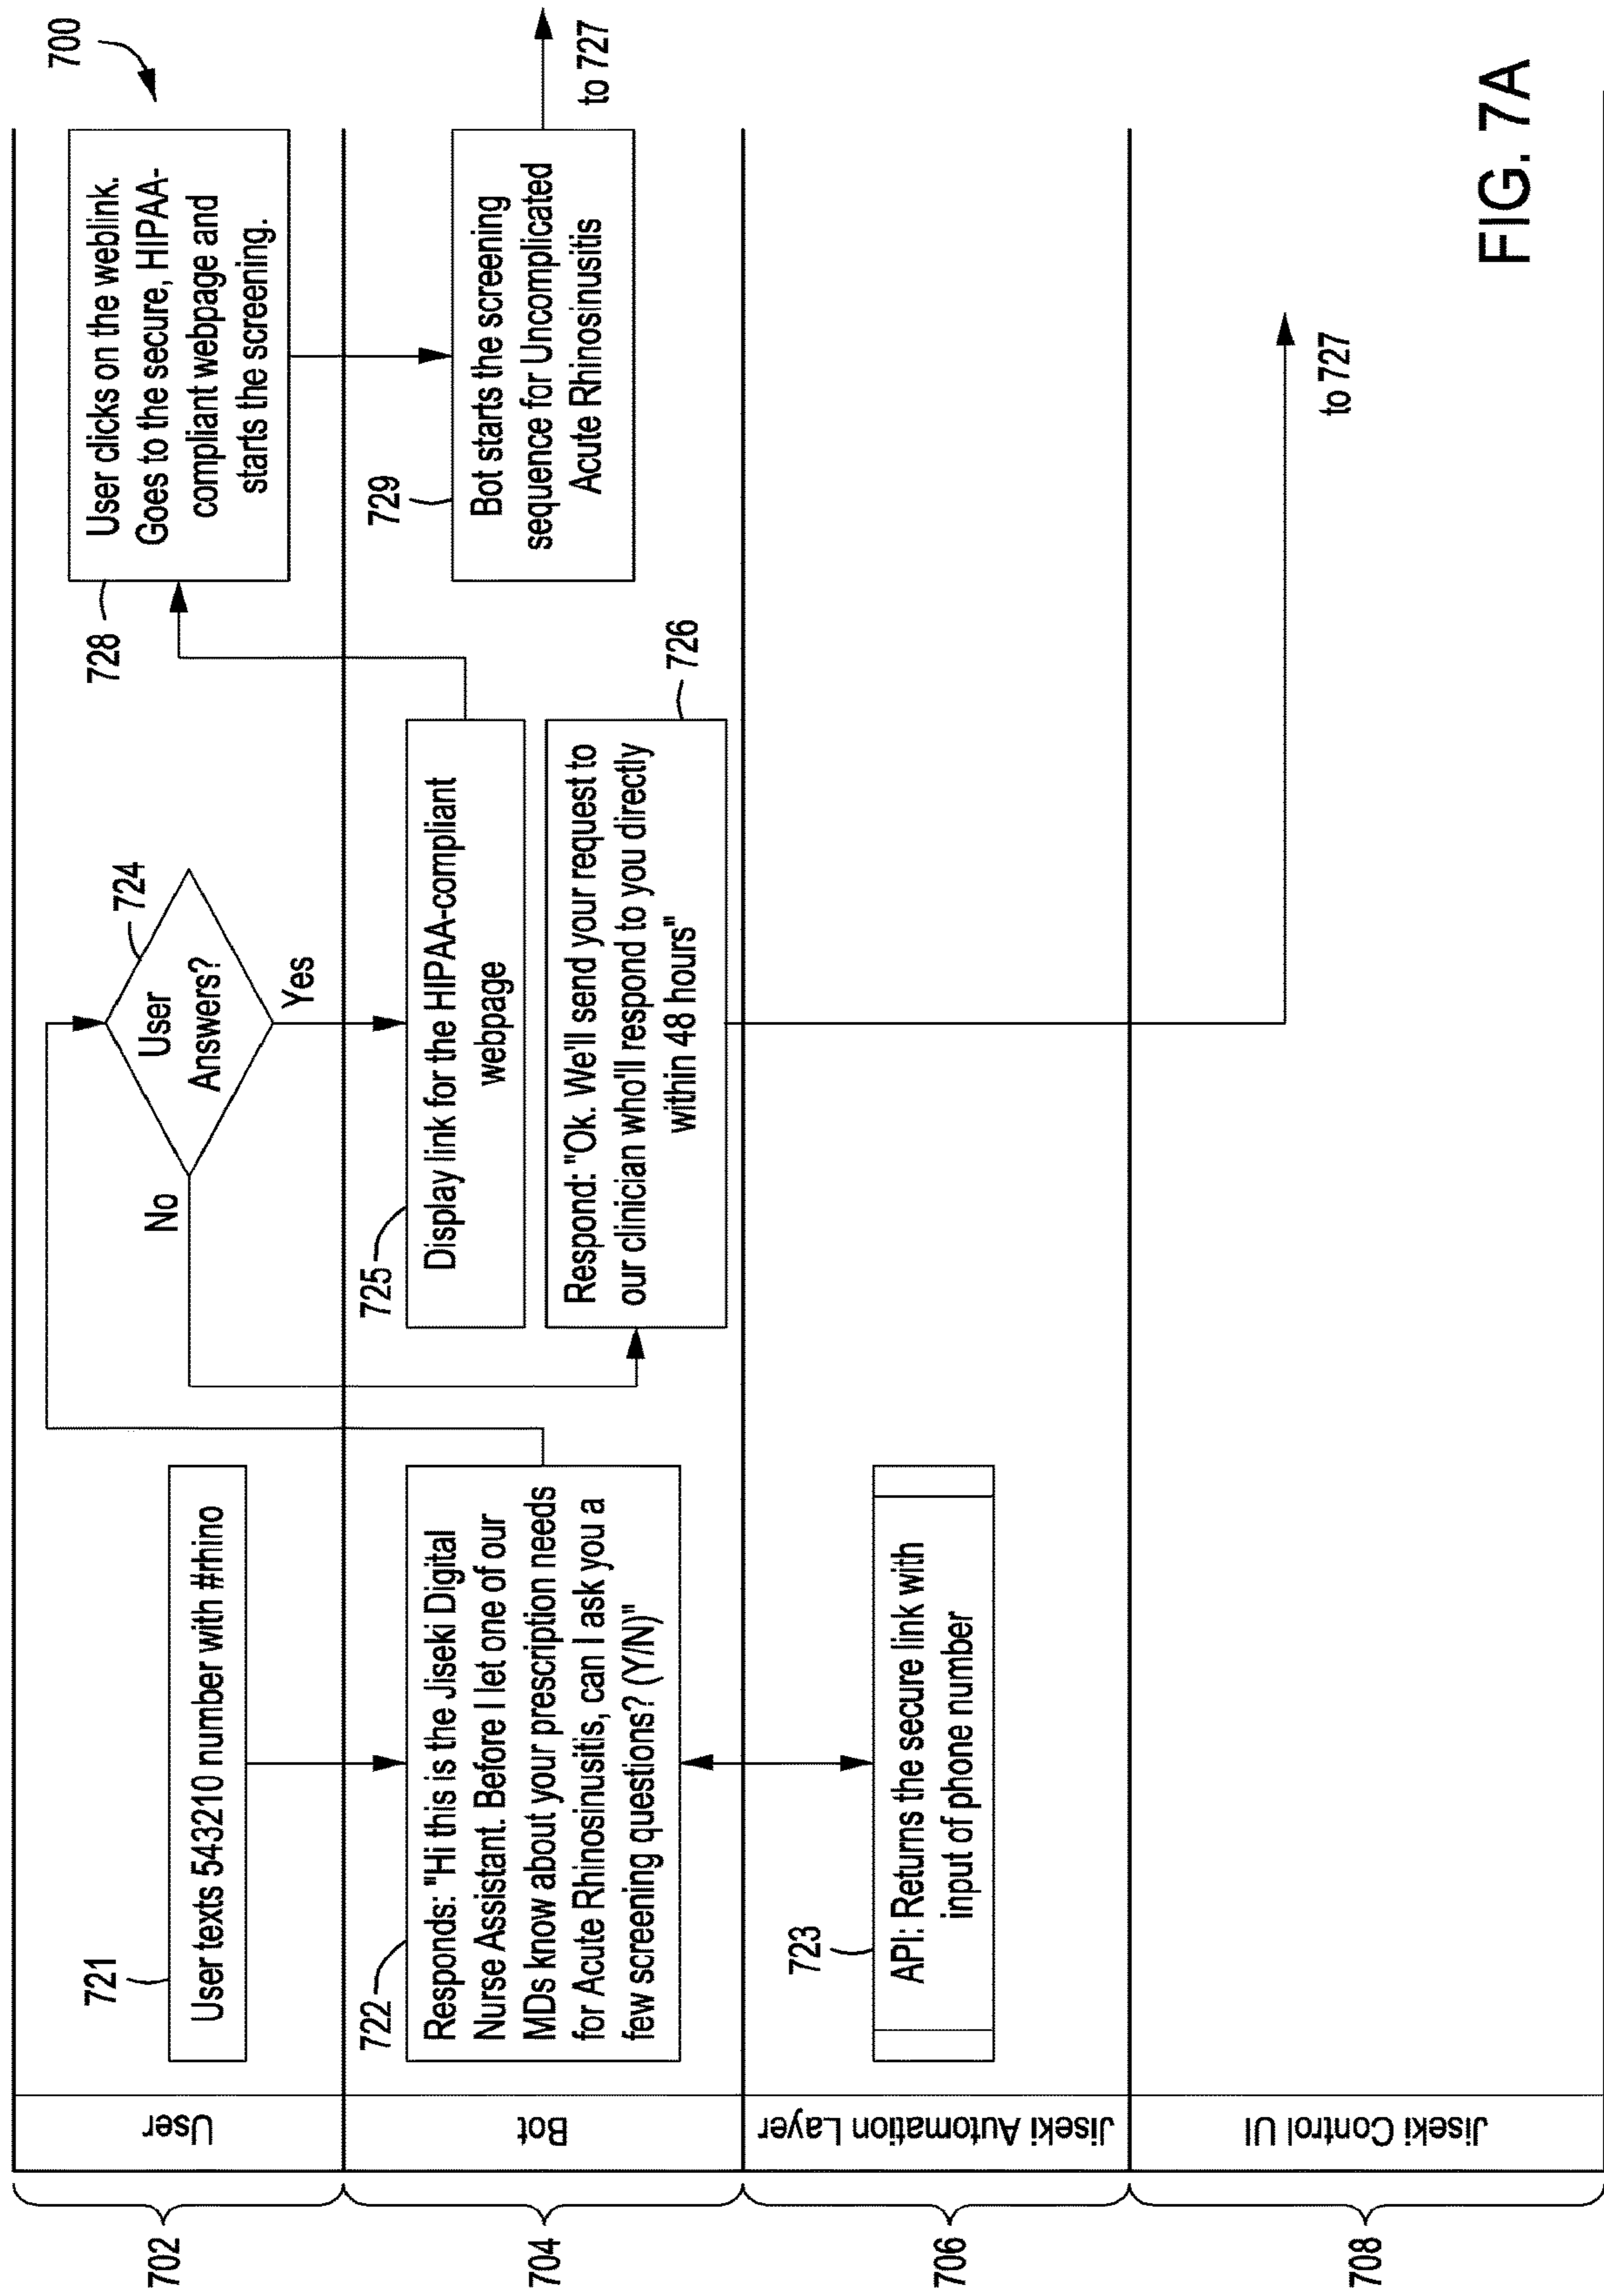 700
702
User
721
User texts 543210 number with #rhino
No
User
Answers?
724
Yes
728
User clicks on the weblink.
Goes to the secure, HIPAA-
compliant webpage and
starts the screening.
704
Bot
722
Responds: "Hi this is the Jiseki Digital
Nurse Assistant. Before I let one of our
MDs know about your prescription needs
for Acute Rhinosinusitis, can I ask you a
few screening questions? (Y/N)"
725
Display link for the HIPAA-compliant
webpage
Respond: "Ok. We'll send your request to
our clinician who'll respond to you directly
within 48 hours"
726
729
Bot starts the screening
sequence for Uncomplicated
Acute Rhinosinusitis
to 727
706
Jiseki Automation Layer
723
API: Returns the secure link with
input of phone number
708
Jiseki Control UI
to 727
FIG. 7A